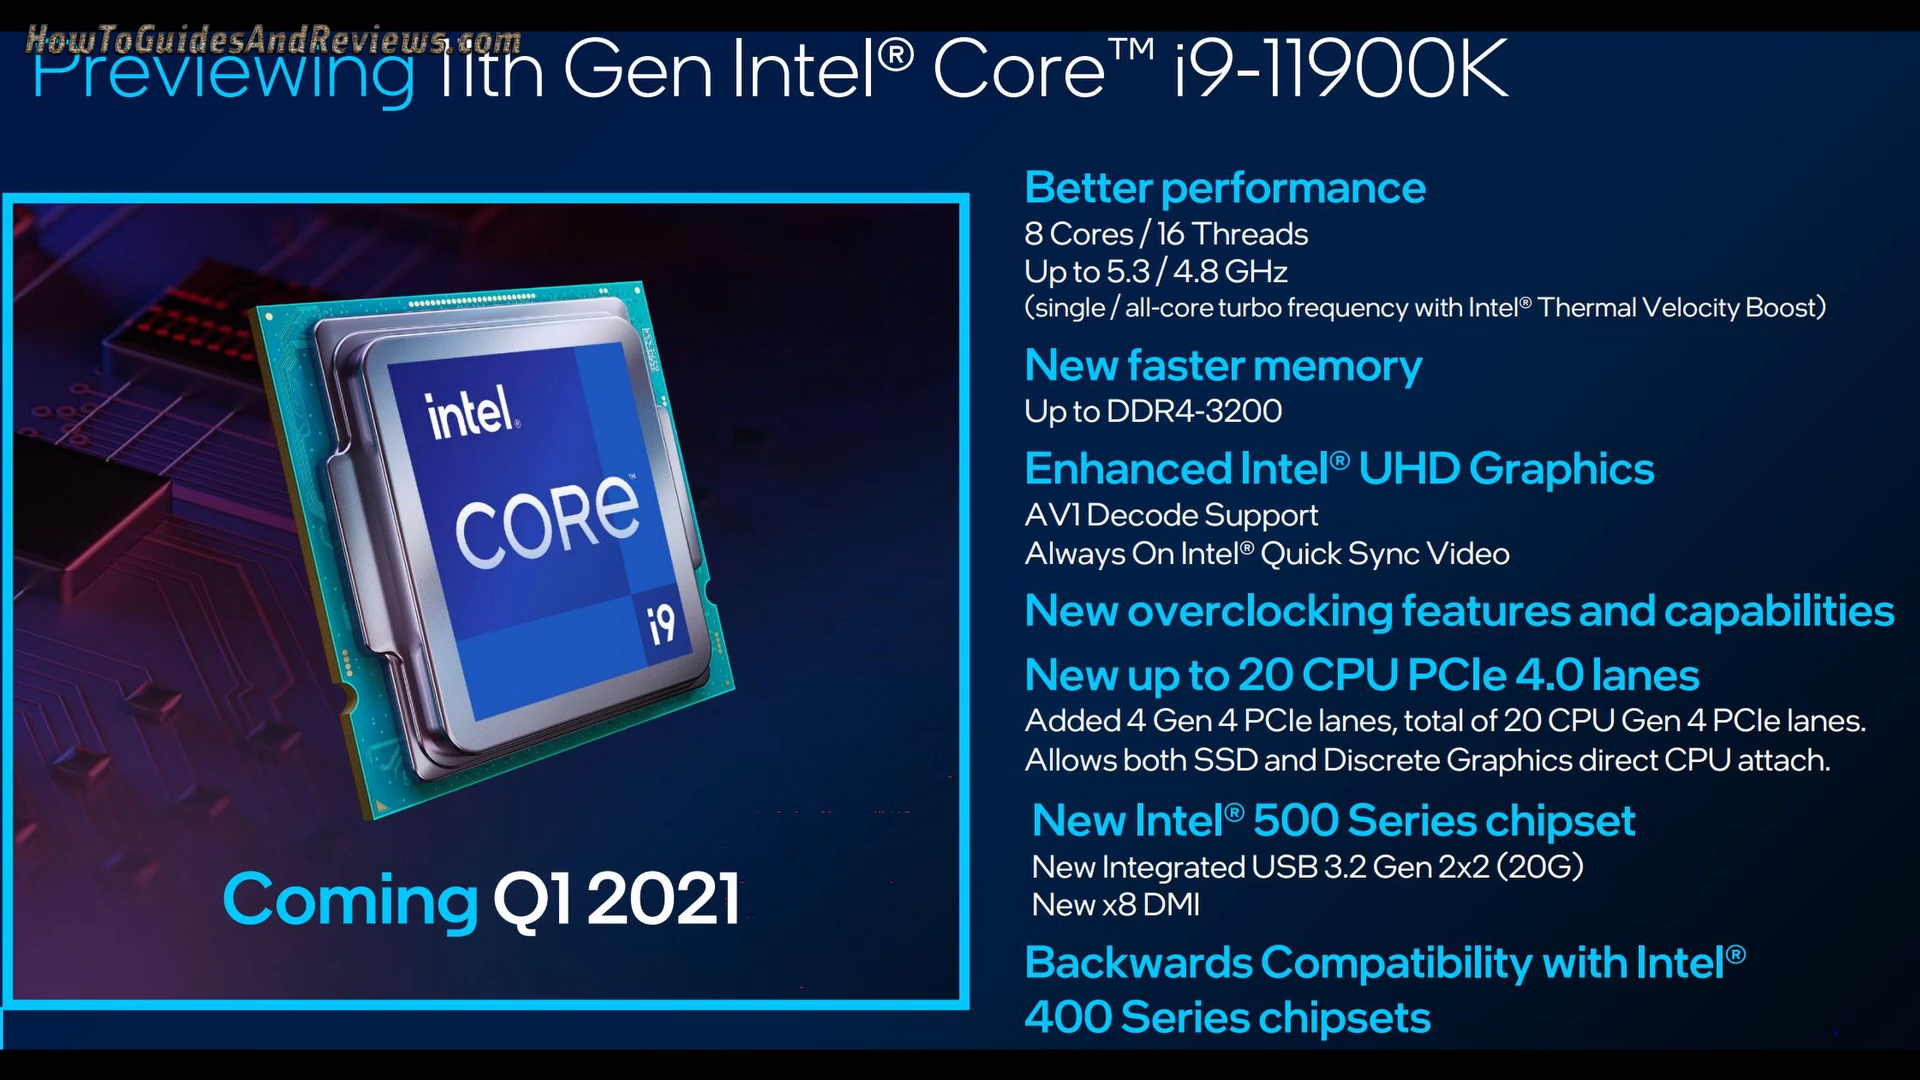 HowToGuidesAndReviews.com
Previewing 11th Gen Intel® Core™ i9-11900K
intel®
CORe™
i9
Coming Q1 2021
Better performance
8 Cores / 16 Threads
Up to 5.3 / 4.8 GHz
(single / all-core turbo frequency with Intel® Thermal Velocity Boost)
New faster memory
Up to DDR4-3200
Enhanced Intel® UHD Graphics
AV1 Decode Support
Always On Intel® Quick Sync Video
New overclocking features and capabilities
New up to 20 CPU PCIe 4.0 lanes
Added 4 Gen 4 PCIe lanes, total of 20 CPU Gen 4 PCIe lanes.
Allows both SSD and Discrete Graphics direct CPU attach.
New Intel® 500 Series chipset
New Integrated USB 3.2 Gen 2x2 (20G)
New x8 DMI
Backwards Compatibility with Intel®
400 Series chipsets